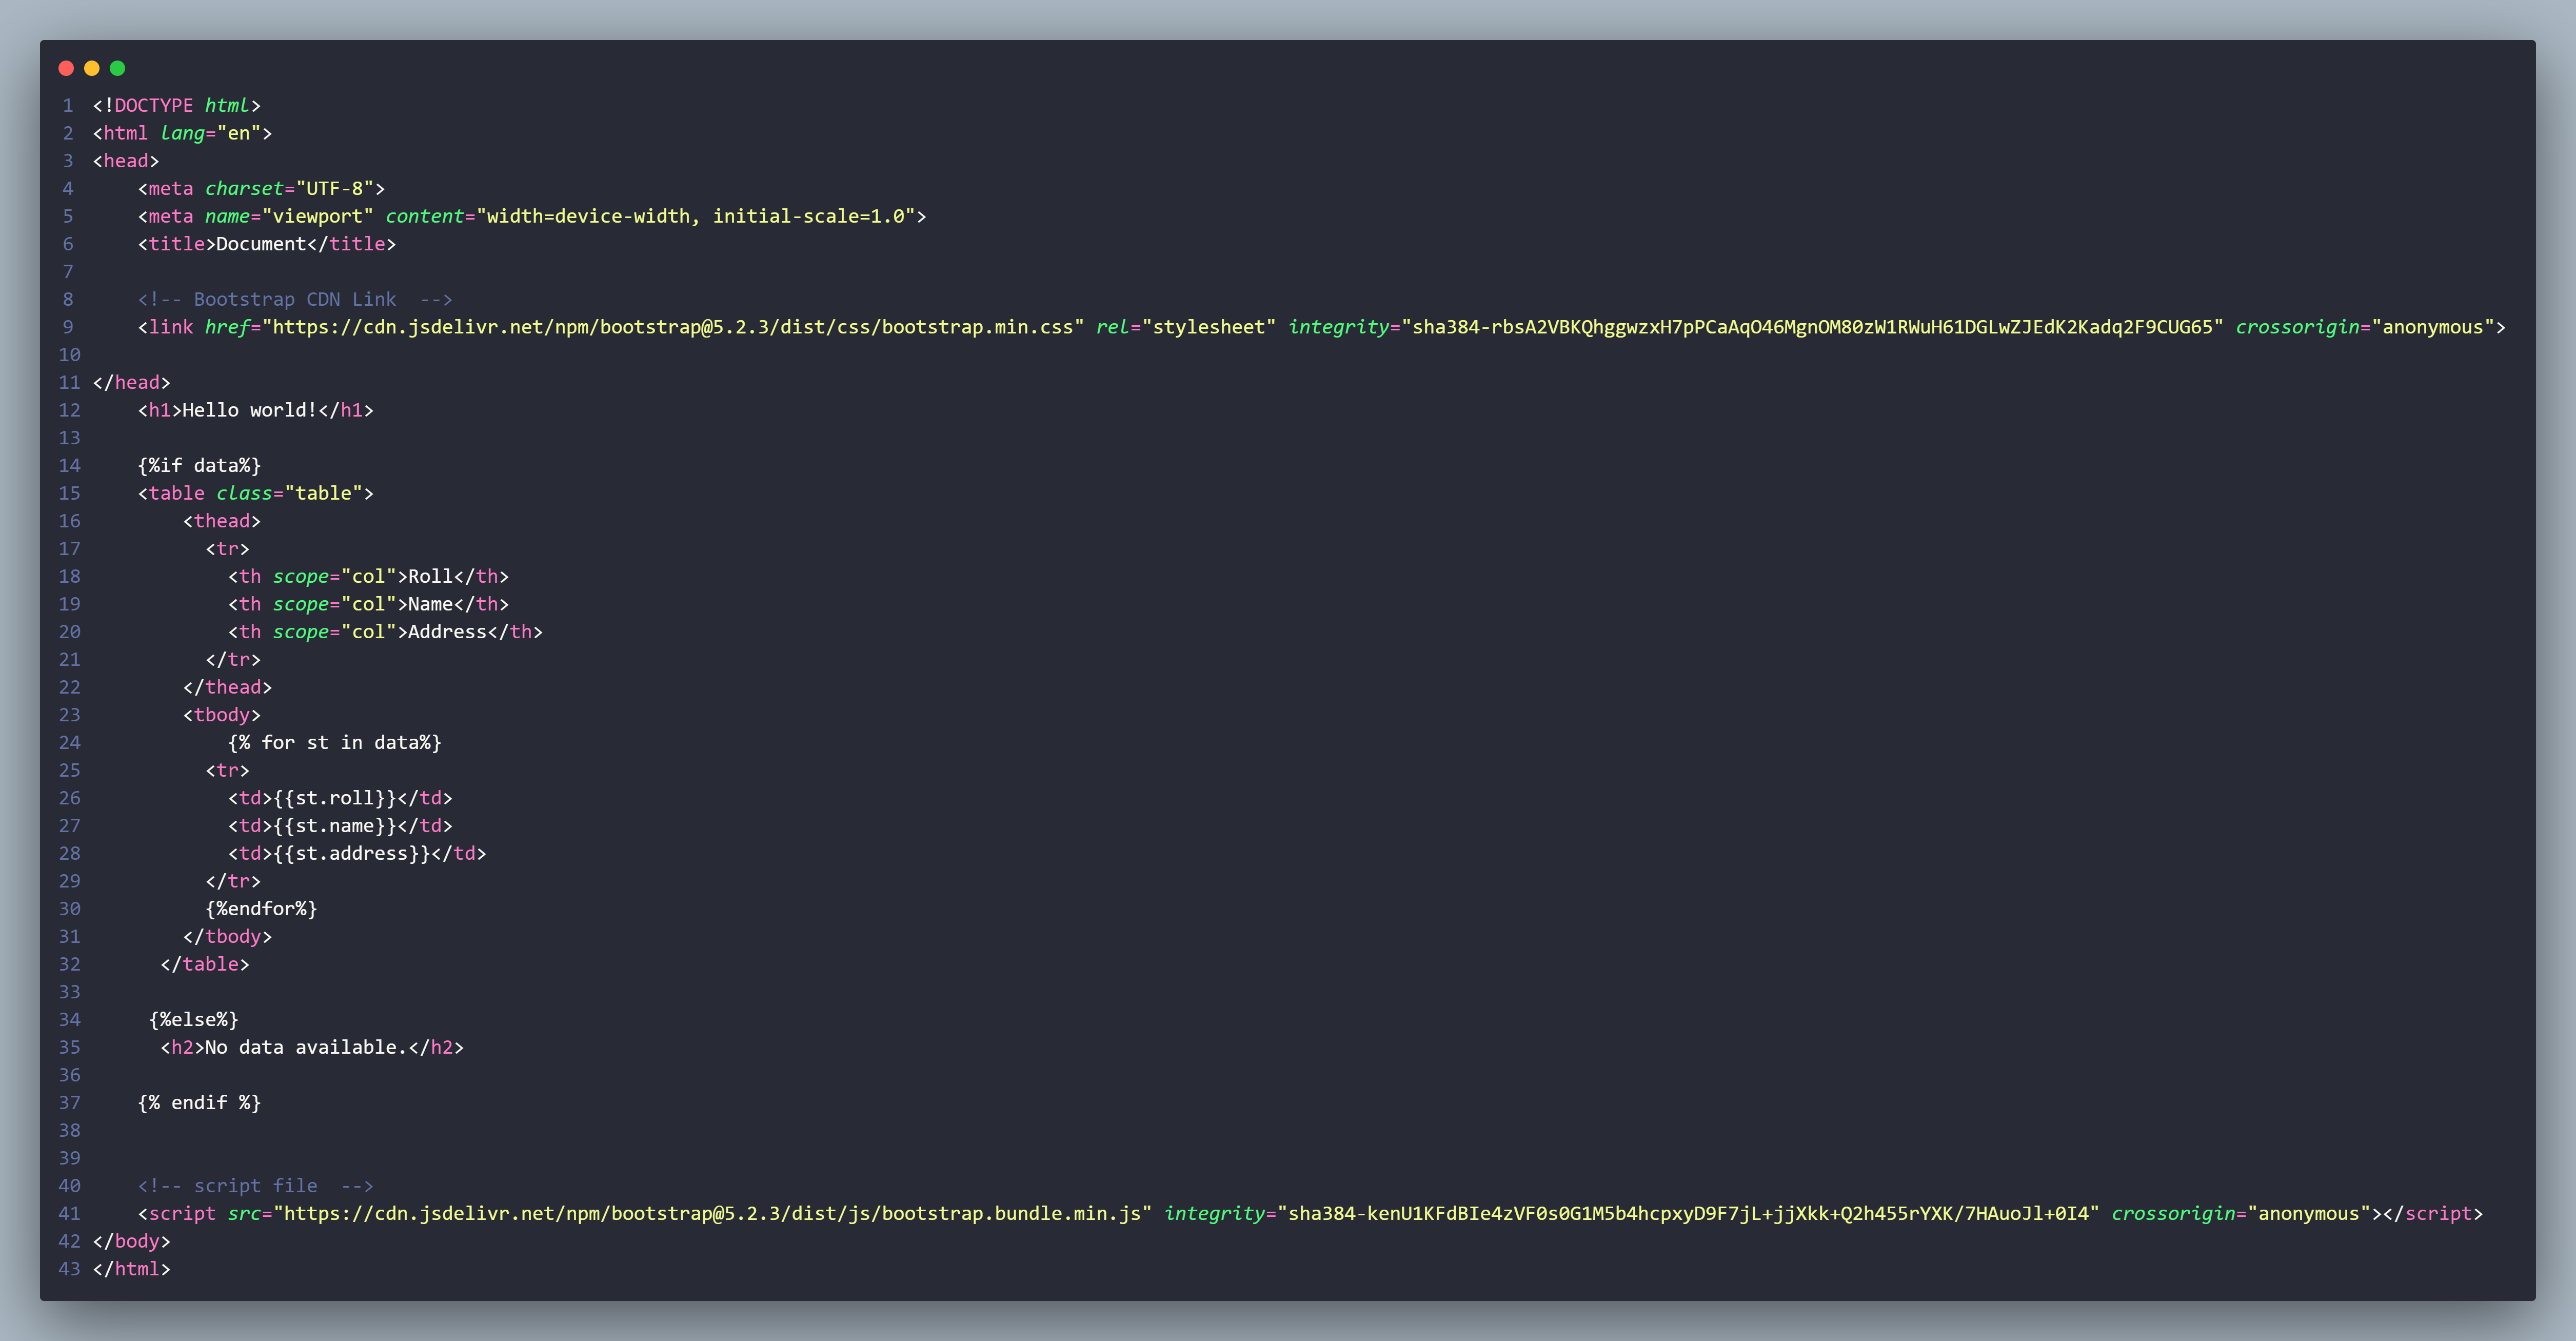 1 <!DOCTYPE html>
2 <html lang="en">
3 <head>
4     <meta charset="UTF-8">
5     <meta name="viewport" content="width=device-width, initial-scale=1.0">
6     <title>Document</title>
7
8     <!-- Bootstrap CDN Link  -->
9     <link href="https://cdn.jsdelivr.net/npm/bootstrap@5.2.3/dist/css/bootstrap.min.css" rel="stylesheet" integrity="sha384-rbsA2VBKQhggwzxH7pPCaAqO46MgnOM80zW1RWuH61DGLwZJEdK2Kadq2F9CUG65" crossorigin="anonymous">
10
11 </head>
12     <h1>Hello world!</h1>
13
14     {%if data%}
15     <table class="table">
16         <thead>
17           <tr>
18             <th scope="col">Roll</th>
19             <th scope="col">Name</th>
20             <th scope="col">Address</th>
21           </tr>
22         </thead>
23         <tbody>
24             {% for st in data%}
25           <tr>
26             <td>{{st.roll}}</td>
27             <td>{{st.name}}</td>
28             <td>{{st.address}}</td>
29           </tr>
30           {%endfor%}
31         </tbody>
32       </table>
33
34      {%else%}
35       <h2>No data available.</h2>
36
37     {% endif %}
38
39
40     <!-- script file  -->
41     <script src="https://cdn.jsdelivr.net/npm/bootstrap@5.2.3/dist/js/bootstrap.bundle.min.js" integrity="sha384-kenU1KFdBIe4zVF0s0G1M5b4hcpxyD9F7jL+jjXkk+Q2h455rYXK/7HAuoJl+0I4" crossorigin="anonymous"></script>
42 </body>
43 </html>